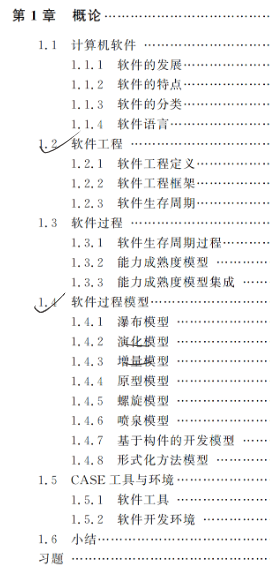 第1章 概论
1.1 计算机软件
1.1.1 软件的发展
1.1.2 软件的特点
1.1.3 软件的分类
1.1.4 软件语言
1.2 软件工程
1.2.1 软件工程定义
1.2.2 软件工程框架
1.2.3 软件生存周期
1.3 软件过程
1.3.1 软件生存周期过程
1.3.2 能力成熟度模型
1.3.3 能力成熟度模型集成
1.4 软件过程模型
1.4.1 瀑布模型
1.4.2 演化模型
1.4.3 增量模型
1.4.4 原型模型
1.4.5 螺旋模型
1.4.6 喷泉模型
1.4.7 基于构件的开发模型
1.4.8 形式化方法模型
1.5 CASE工具与环境
1.5.1 软件工具
1.5.2 软件开发环境
1.6 小结
习题